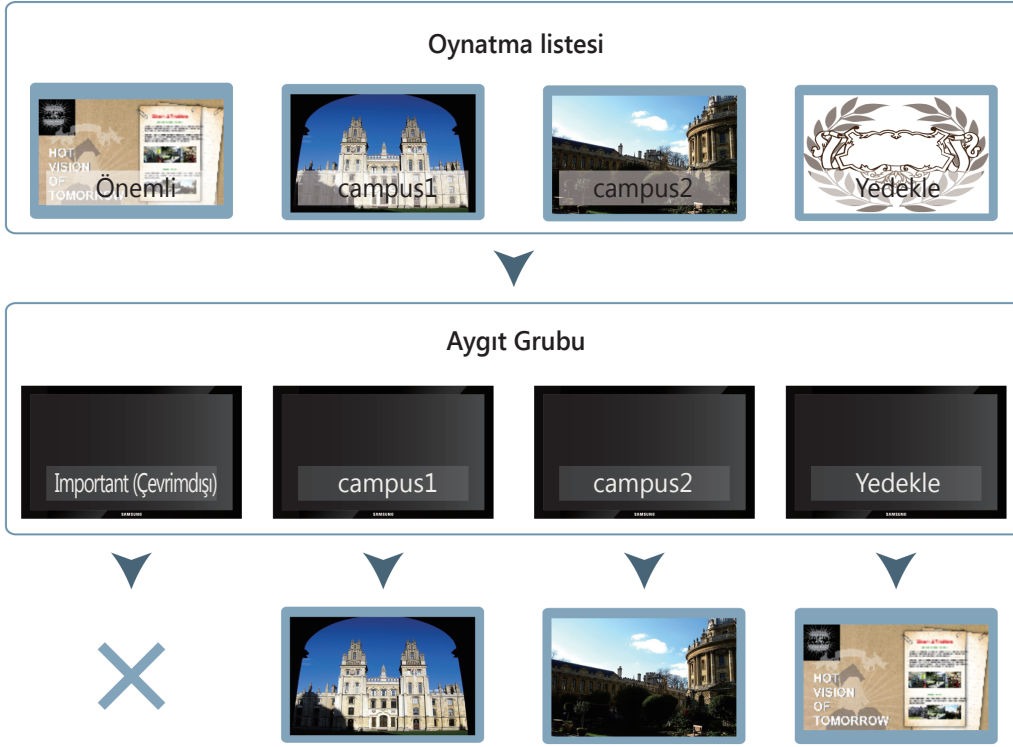 Oynatma listesi
HOT
VISION
OF
TOMORROW
Önemli
campus1
campus2
Yedekle
Aygıt Grubu
Important (Çevrimdışı)
campus1
campus2
Yedekle
SAMSUNG
SAMSUNG
SAMSUNG
SAMSUNG
HOT
VISION
OF
TOMORROW